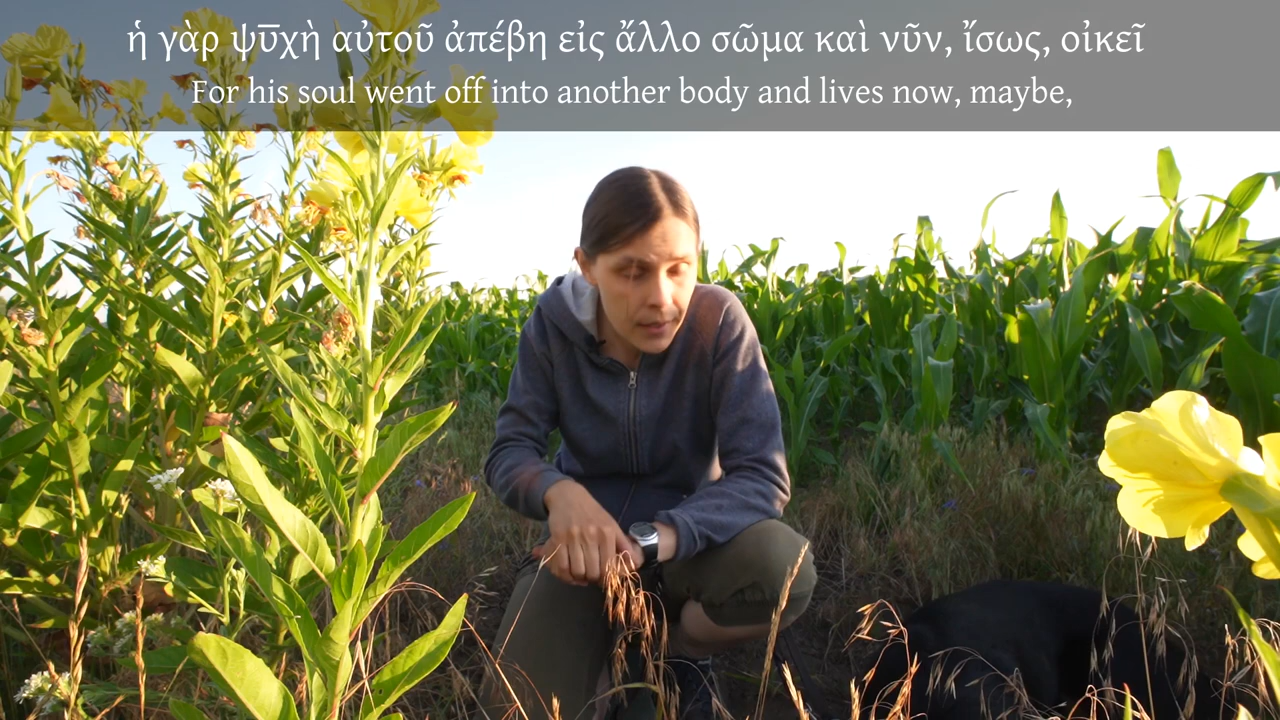 ἡ γὰρ ψῡχὴ αὐτοῦ ἀπέβη εἰς ἄλλο σῶμα καὶ νῦν, ἴσως, οἰκεῖ
For his soul went off into another body and lives now, maybe,